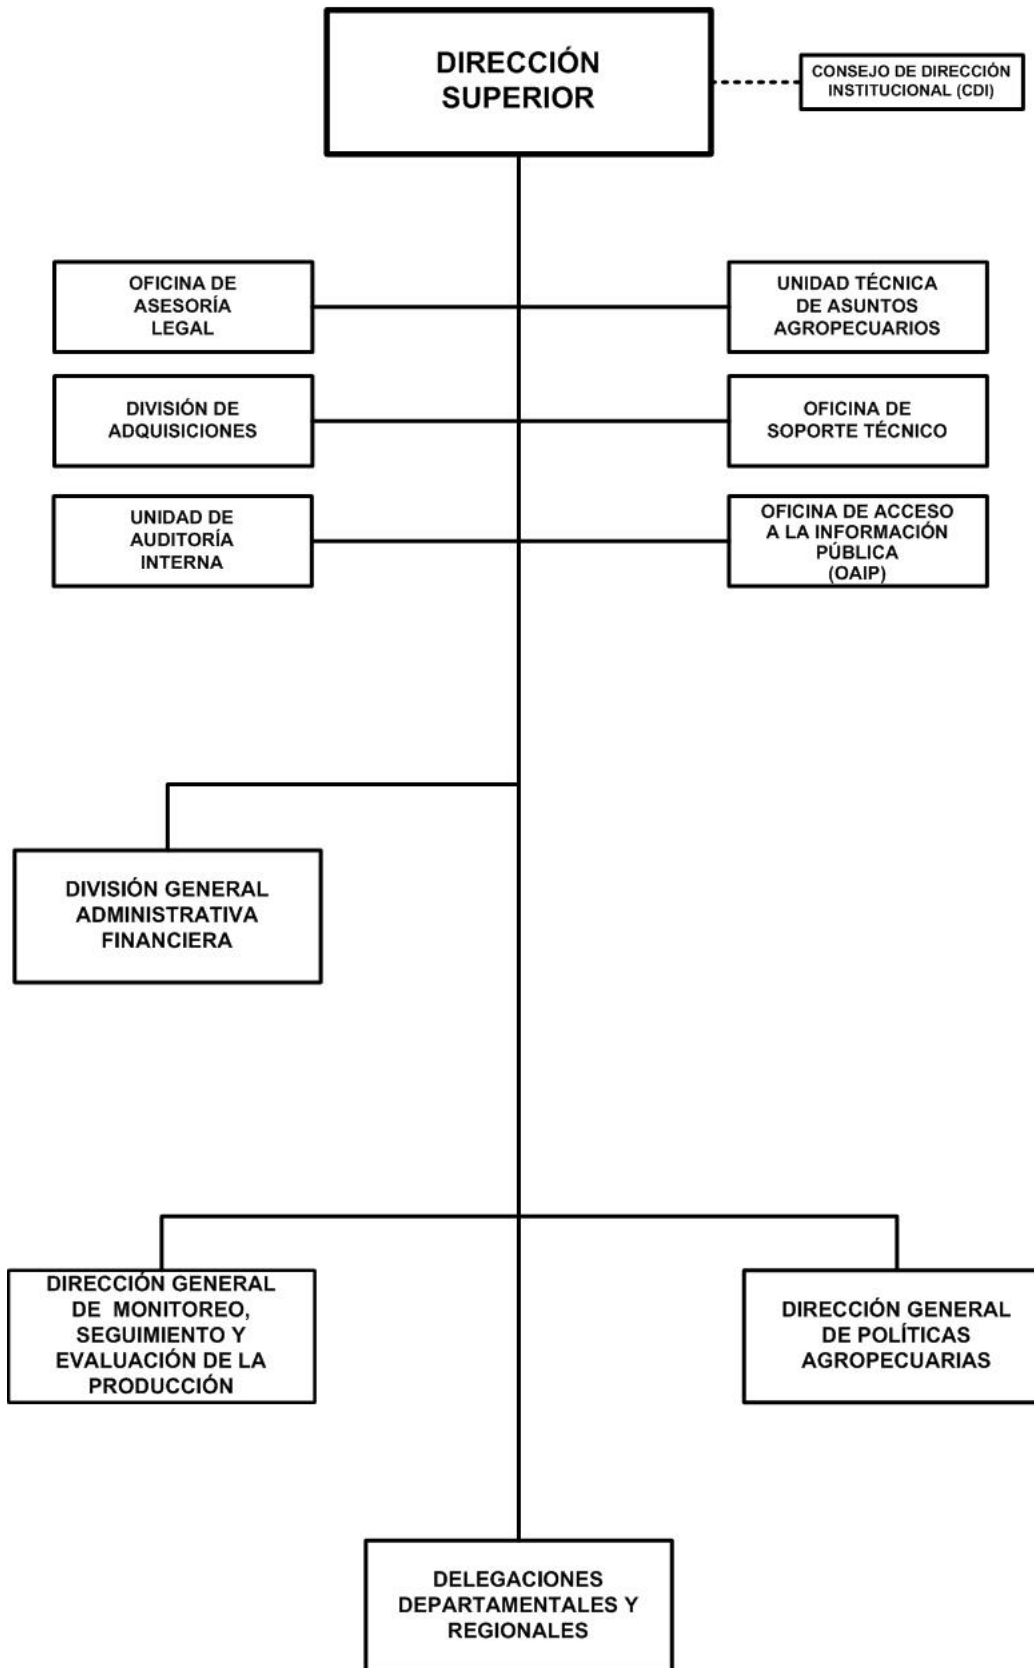 DIRECCIÓN
SUPERIOR
CONSEJO DE DIRECCIÓN
INSTITUCIONAL (CDI)
OFICINA DE
ASESORÍA
LEGAL
UNIDAD TÉCNICA
DE ASUNTOS
AGROPECUARIOS
DIVISIÓN DE
ADQUISICIONES
OFICINA DE
SOPORTE TÉCNICO
UNIDAD DE
AUDITORÍA
INTERNA
OFICINA DE ACCESO
A LA INFORMACIÓN
PÚBLICA
(OAIP)
DIVISIÓN GENERAL
ADMINISTRATIVA
FINANCIERA
DIRECCIÓN GENERAL
DE MONITOREO,
SEGUIMIENTO Y
EVALUACIÓN DE LA
PRODUCCIÓN
DIRECCIÓN GENERAL
DE POLÍTICAS
AGROPECUARIAS
DELEGACIONES
DEPARTAMENTALES Y
REGIONALES